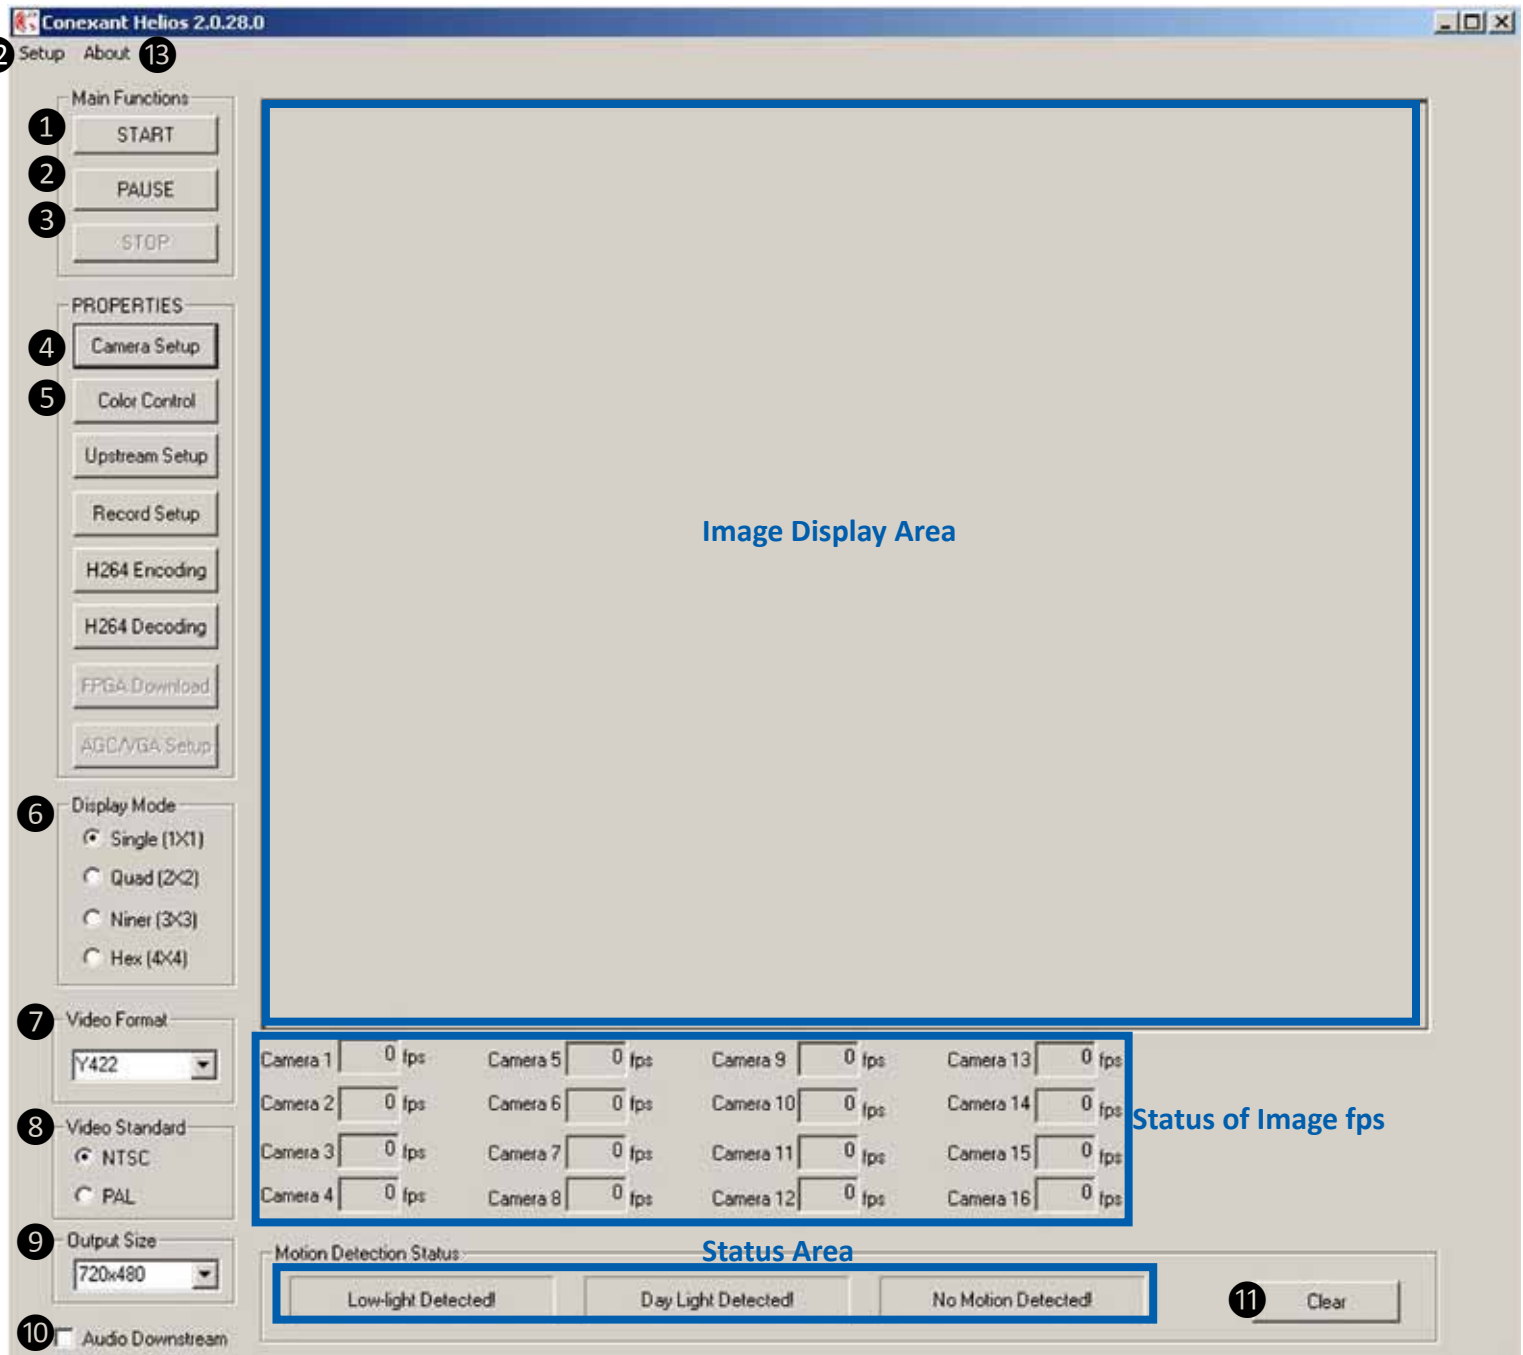 Conexant Helios 2.0.28.0
2 Setup About 13
Main Functions
1 START
2 PAUSE
3 STOP
PROPERTIES
4 Camera Setup
5 Color Control
Upstream Setup
Record Setup
H264 Encoding
H264 Decoding
FPGA Download
AGC/VGA Setup
6 Display Mode
Single (1X1)
Quad (2X2)
Niner (3X3)
Hex (4X4)
7 Video Format
Y422
8 Video Standard
NTSC
PAL
9 Output Size
720x480
10 Audio Downstream
Image Display Area
Camera 1 0 fps Camera 5 0 fps Camera 9 0 fps Camera 13 0 fps
Camera 2 0 fps Camera 6 0 fps Camera 10 0 fps Camera 14 0 fps
Camera 3 0 fps Camera 7 0 fps Camera 11 0 fps Camera 15 0 fps
Camera 4 0 fps Camera 8 0 fps Camera 12 0 fps Camera 16 0 fps
Status of Image fps
Motion Detection Status
Status Area
Low-light Detected! Day Light Detected! No Motion Detected! 11 Clear